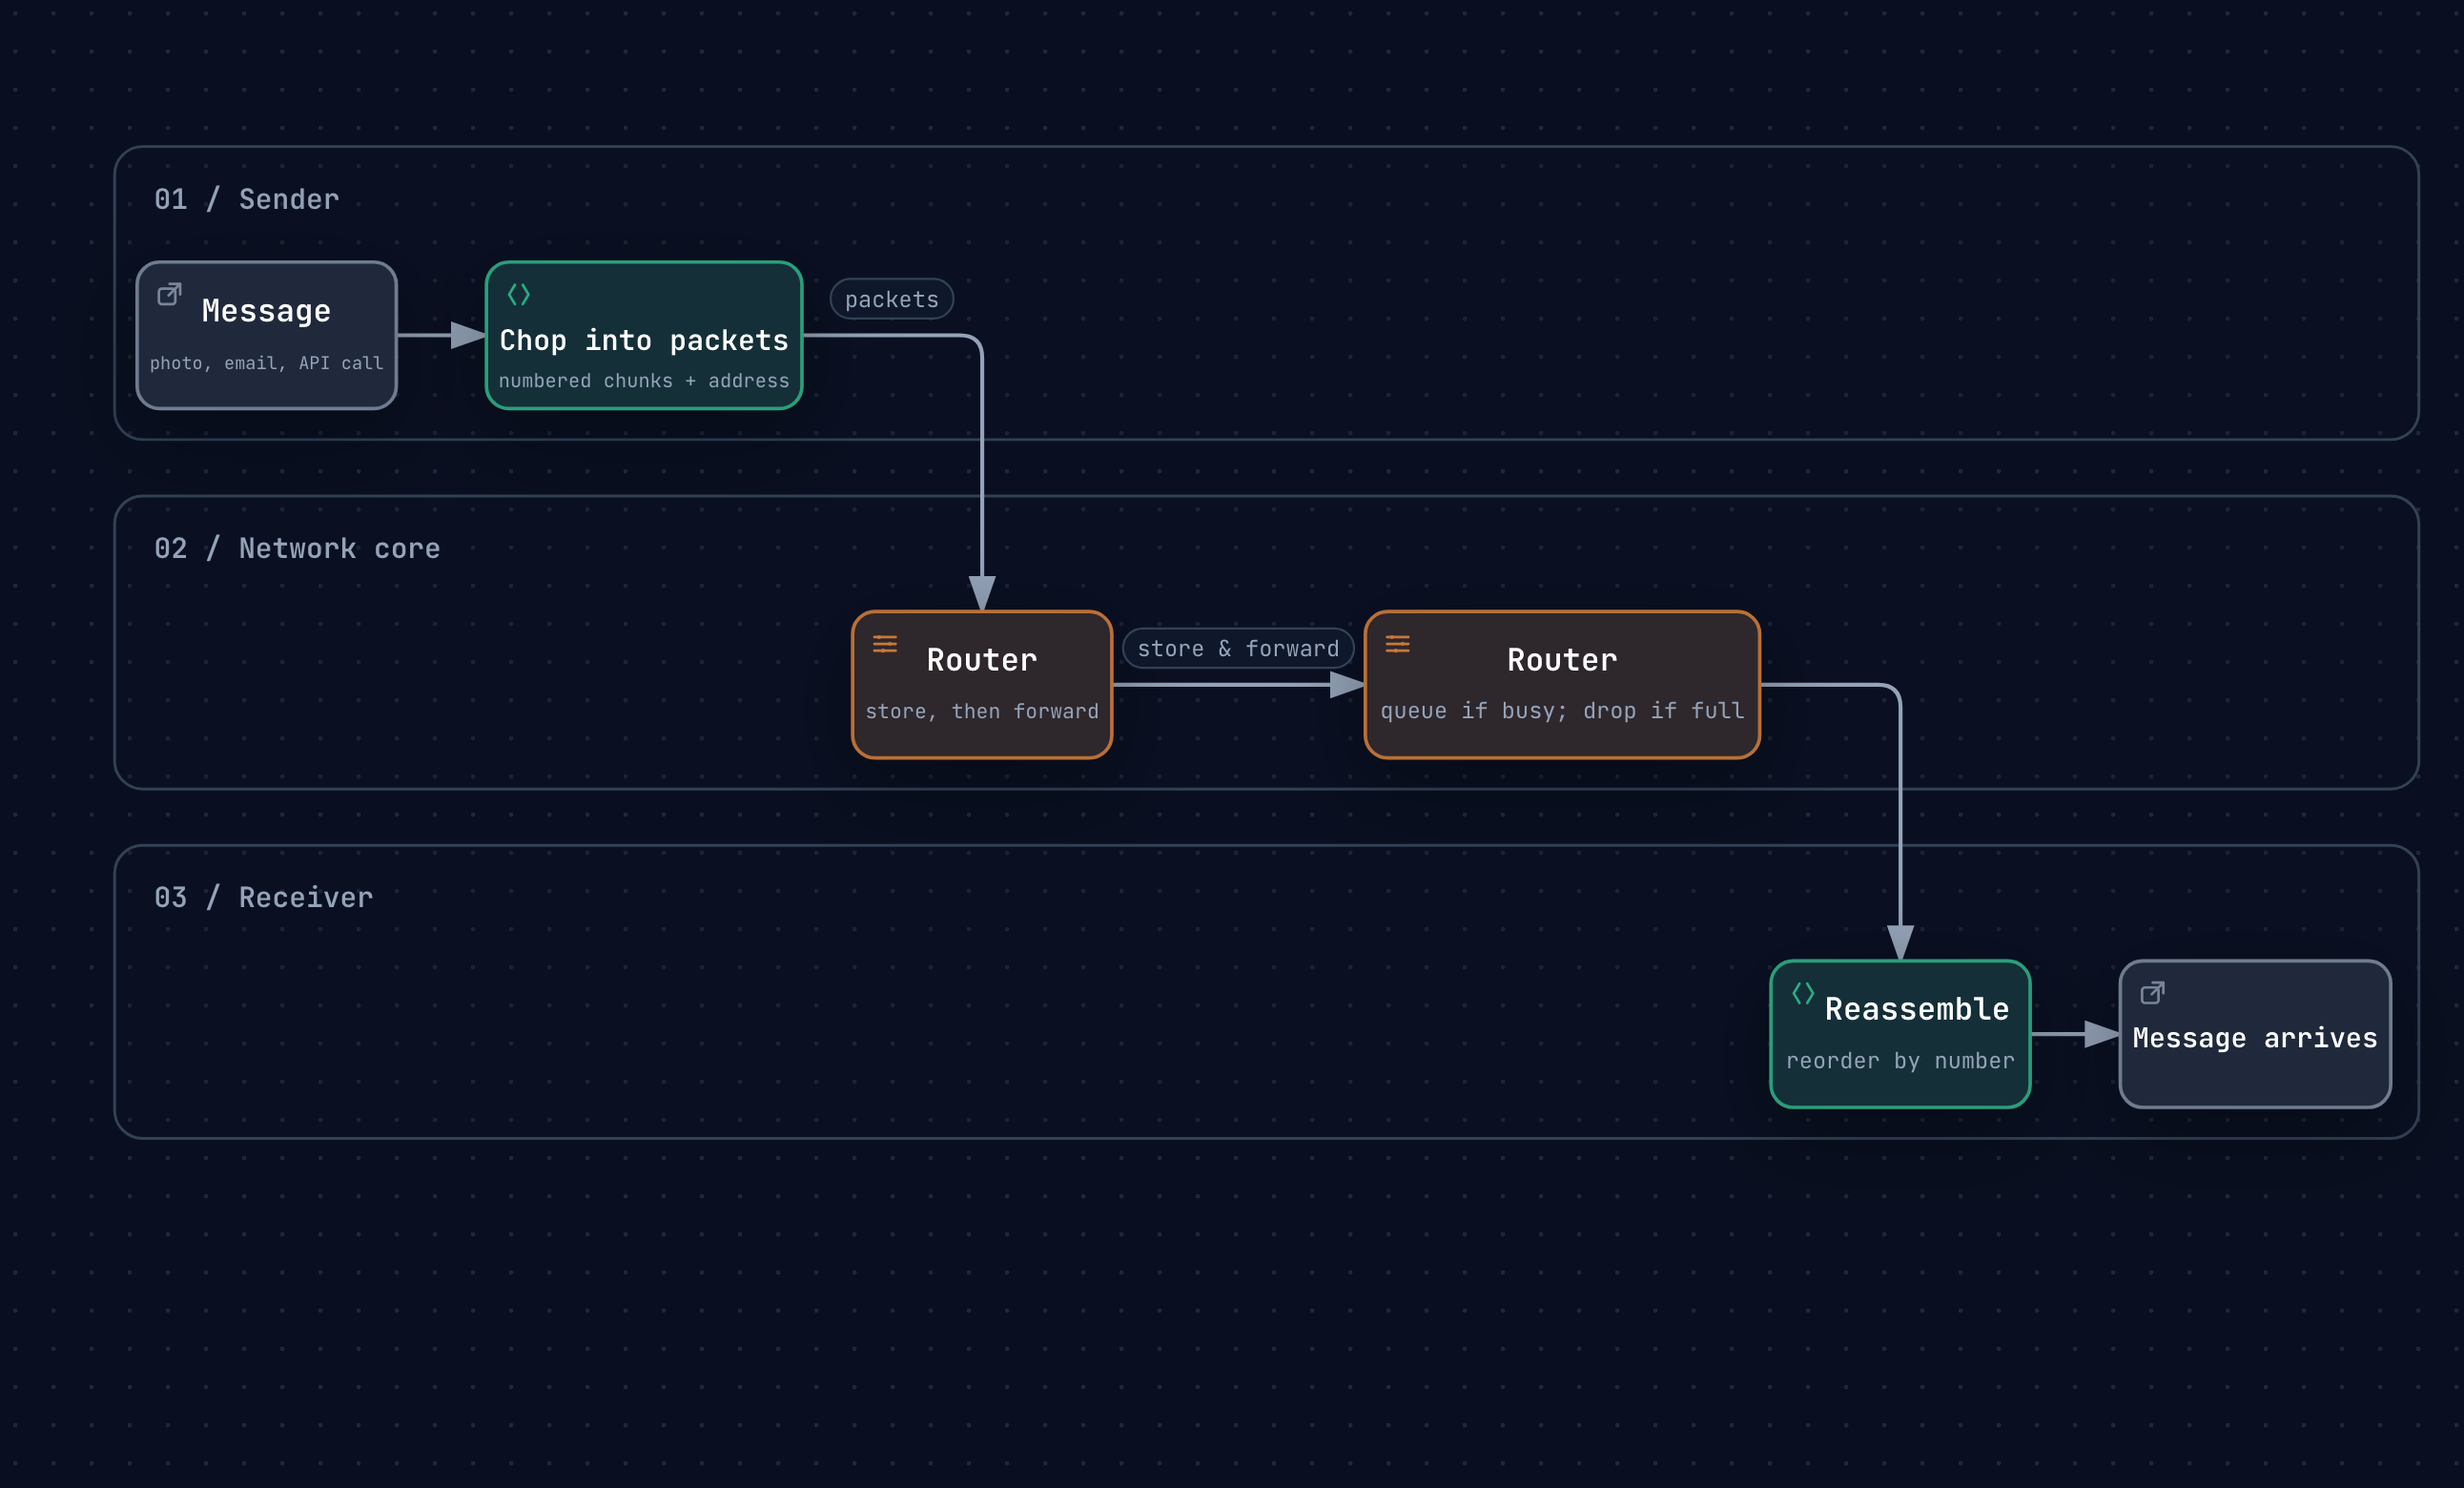 01 / Sender
Message
photo, email, API call
Chop into packets
numbered chunks + address
packets
02 / Network core
Router
store, then forward
store & forward
Router
queue if busy; drop if full
03 / Receiver
Reassemble
reorder by number
Message arrives